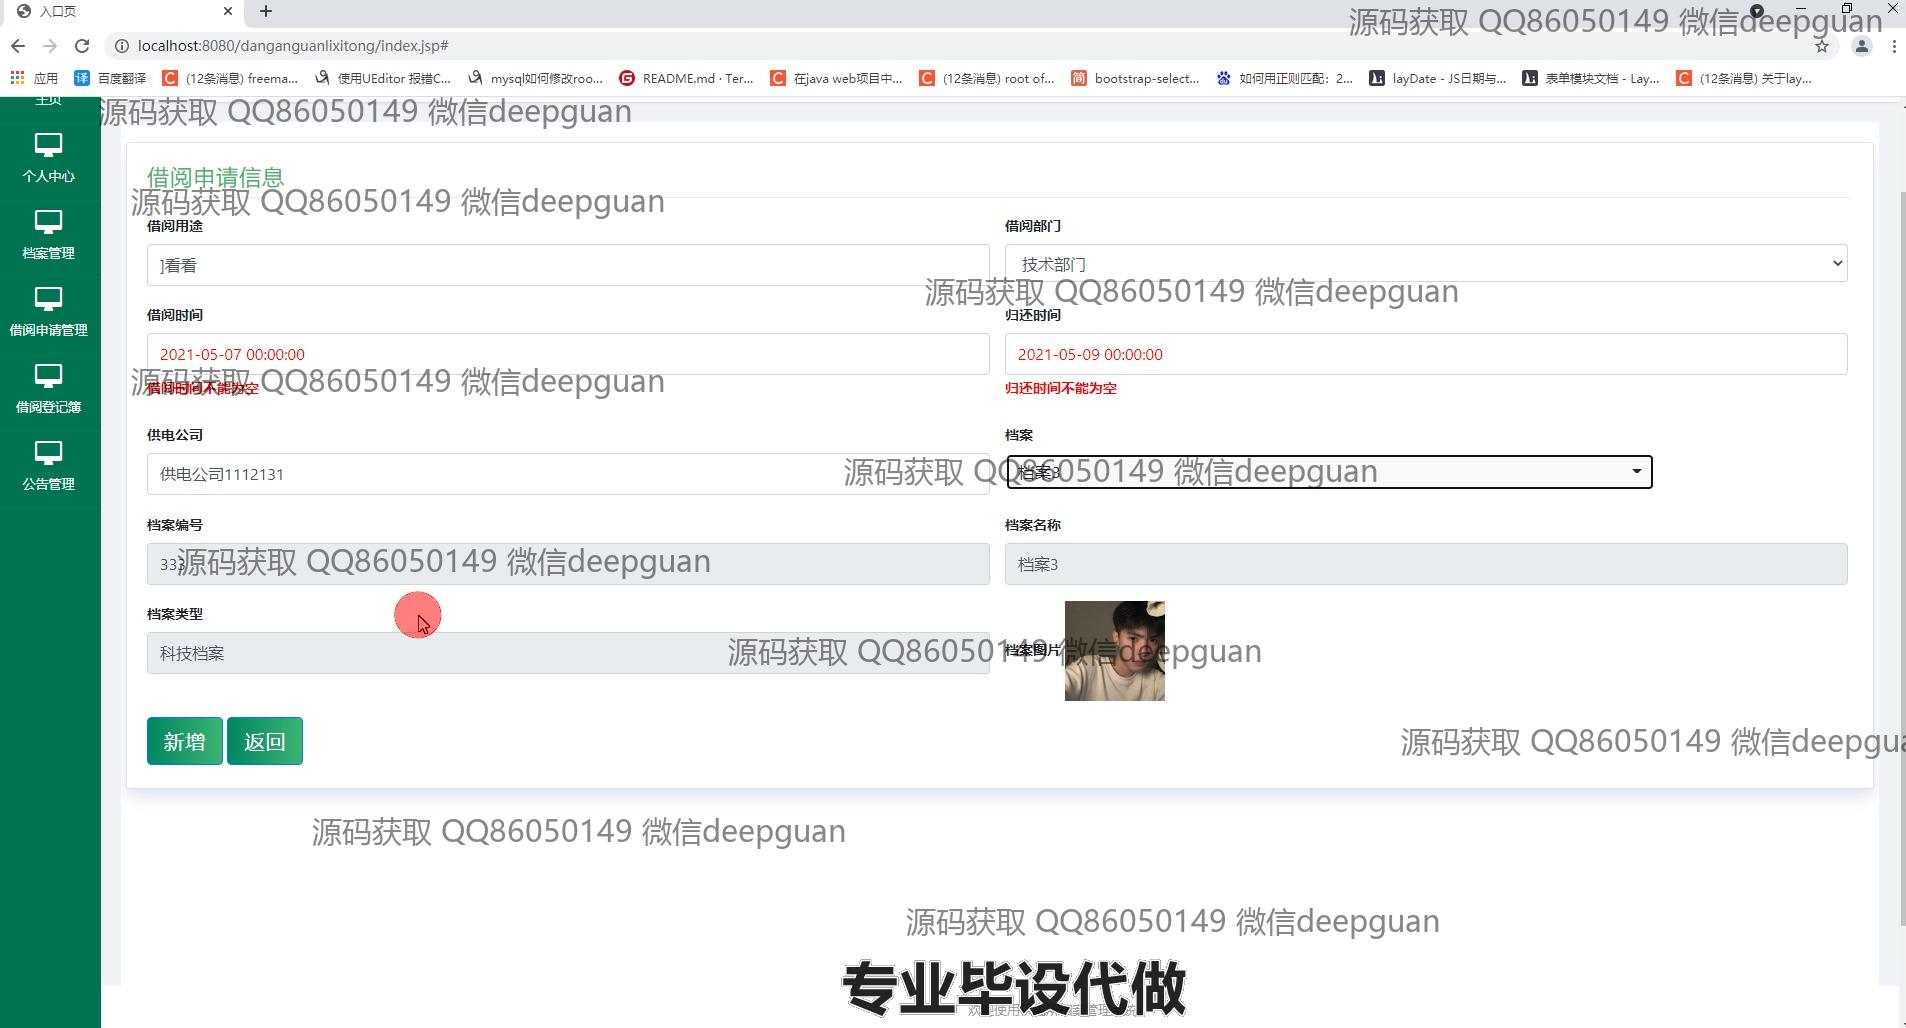 入口页
源码获取 QQ86050149 微信deepguan
localhost:8080/danganguanlixitong/index.jsp#
应用
百度翻译
(12条消息) freema...
使用UEditor 报错C...
mysql如何修改roo...
README.md · Ter...
在java web项目中...
(12条消息) root of...
bootstrap-select...
如何用正则匹配：2...
layDate - JS日期与...
表单模块文档 - Lay...
(12条消息) 关于lay...
主页
源码获取 QQ86050149 微信deepguan
个人中心
档案管理
借阅申请管理
借阅登记簿
公告管理
借阅申请信息
源码获取 QQ86050149 微信deepguan
借阅用途
借阅部门
]看看
技术部门
源码获取 QQ86050149 微信deepguan
借阅时间
归还时间
2021-05-07 00:00:00
2021-05-09 00:00:00
源码获取 QQ86050149 微信deepguan
借阅时间不能为空
归还时间不能为空
供电公司
档案
供电公司1112131
档案3
源码获取 QQ86050149 微信deepguan
档案编号
档案名称
333
源码获取 QQ86050149 微信deepguan
档案3
档案类型
科技档案
源码获取 QQ86050149 微信deepguan
档案图片
新增
返回
源码获取 QQ86050149 微信deepgua
源码获取 QQ86050149 微信deepguan
源码获取 QQ86050149 微信deepguan
专业毕设代做